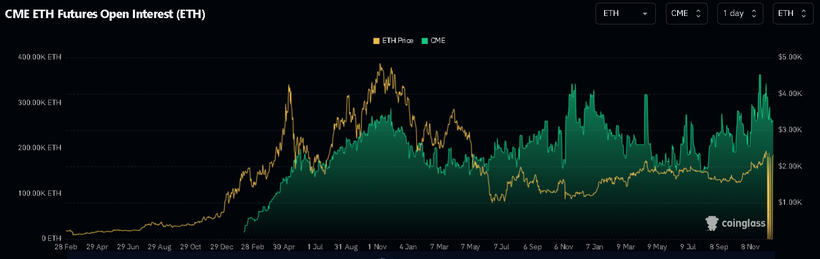 CME ETH Futures Open Interest (ETH)
ETH CME 1 day ETH
ETH Price CME
400.00K ETH $5.00K
300.00K ETH $4.00K
$3.00K
200.00K ETH
$2.00K
100.00K ETH
$1.00K
coinglass
0 ETH
28 Feb 29 Apr 29 Jun 29 Aug 29 Oct 29 Dec 28 Feb 30 Apr 1 Jul 31 Aug 1 Nov 4 Jan 7 Mar 7 May 7 Jul 6 Sep 6 Nov 7 Jan 9 Mar 9 May 9 Jul 8 Sep 8 Nov